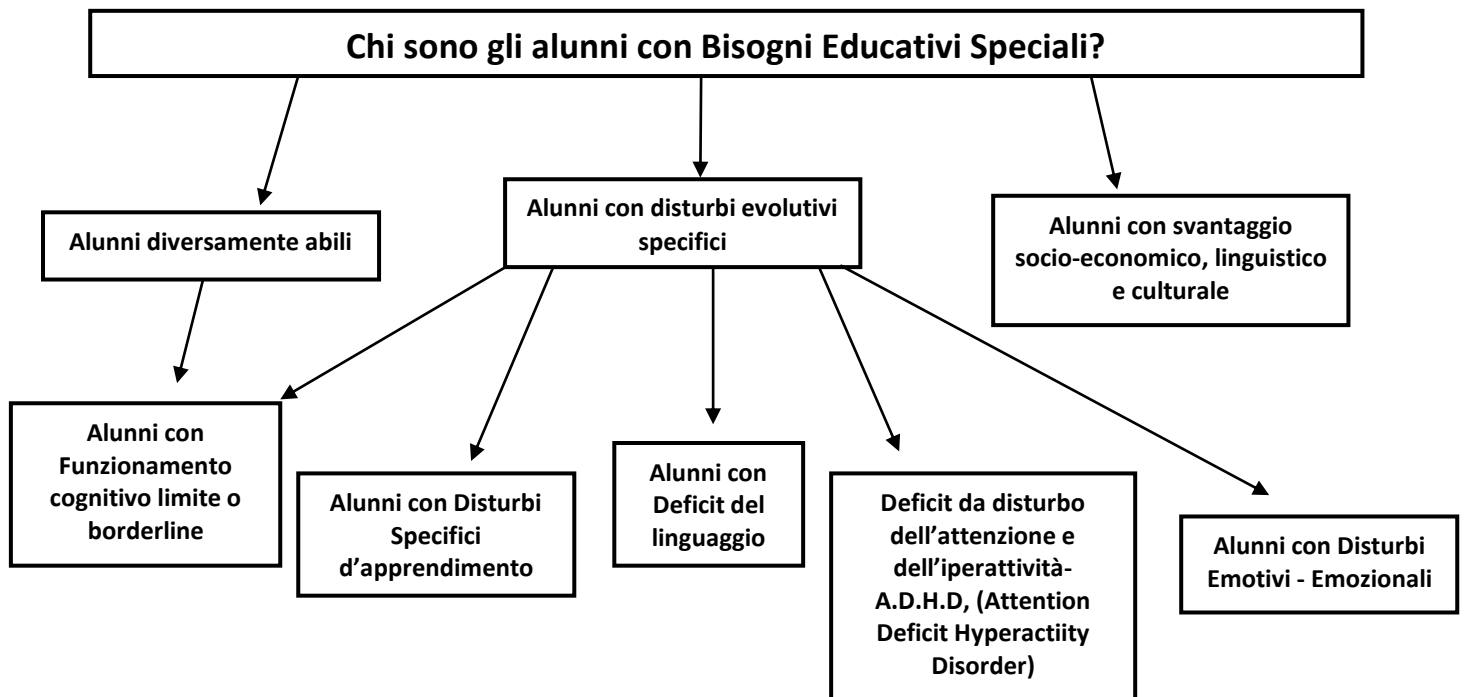 Chi sono gli alunni con Bisogni Educativi Speciali?
Alunni diversamente abili
Alunni con disturbi evolutivi
specifici
Alunni con svantaggio
socio-economico, linguistico
e culturale
Alunni con
Funzionamento
cognitivo limite o
borderline
Alunni con Disturbi
Specifici
d’apprendimento
Alunni con
Deficit del
linguaggio
Deficit da disturbo
dell’attenzione e
dell’iperattività-
A.D.H.D, (Attention
Deficit Hyperactiity
Disorder)
Alunni con Disturbi
Emotivi - Emozionali